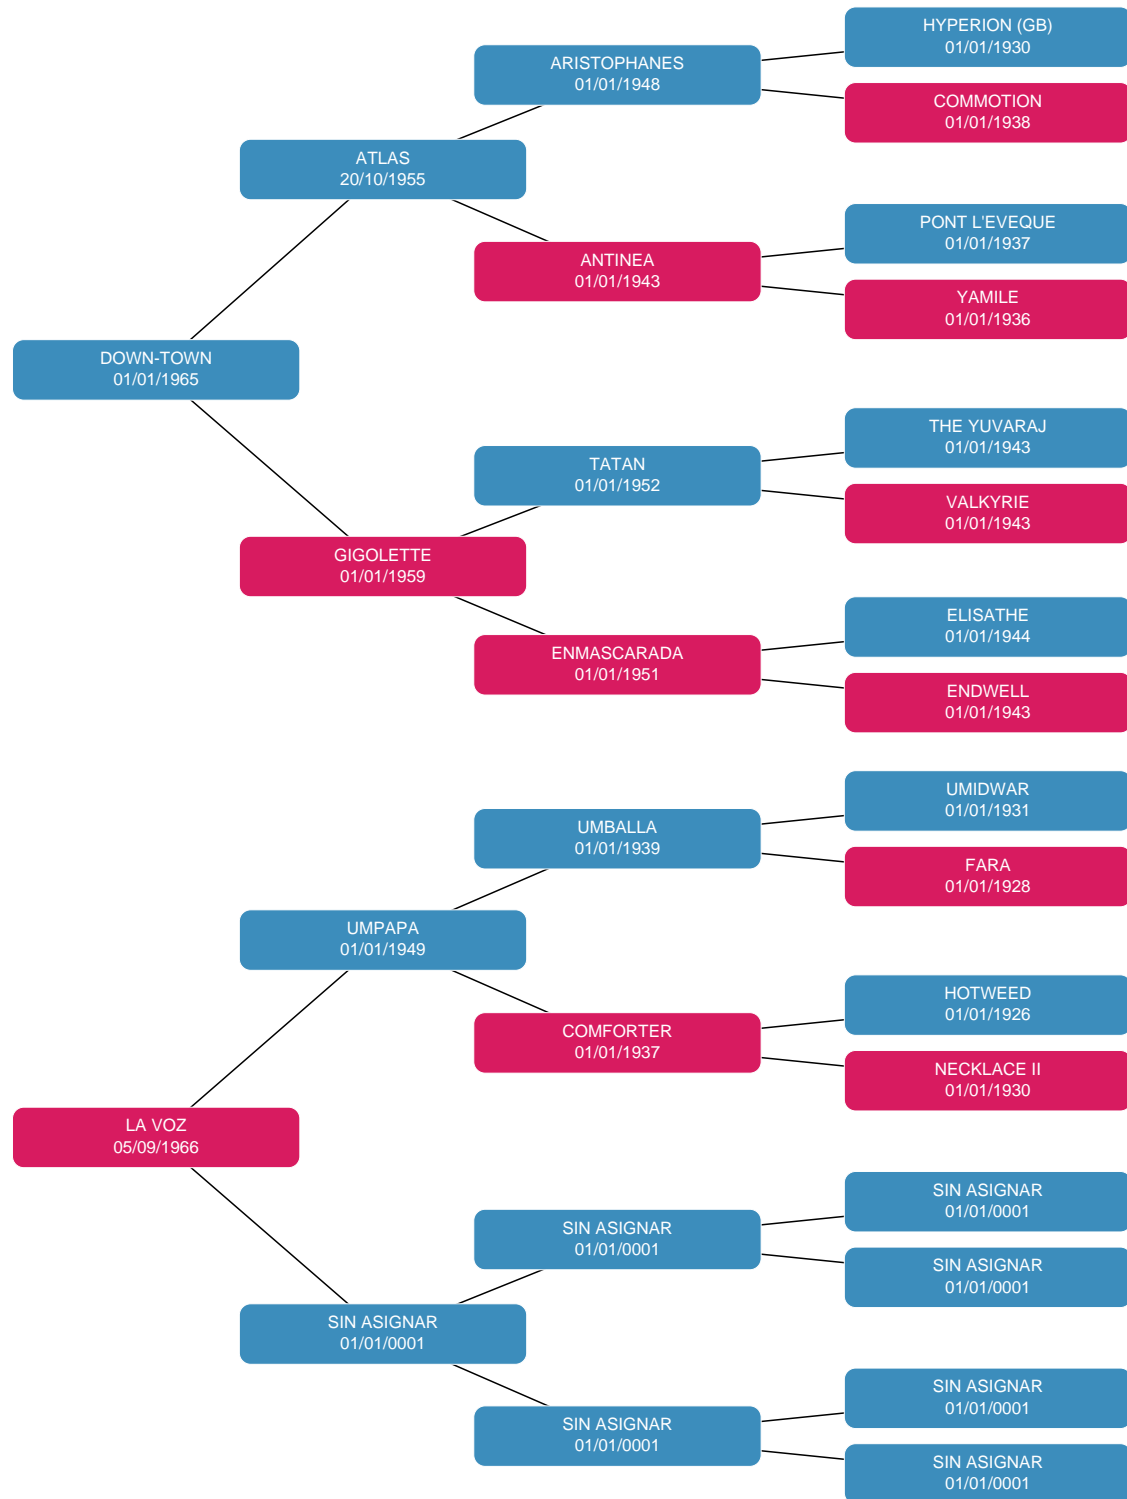 HYPERION (GB)
01/01/1930
ARISTOPHANES
01/01/1948
COMMOTION
01/01/1938
ATLAS
20/10/1955
PONT L'EVEQUE
01/01/1937
ANTINEA
01/01/1943
YAMILE
01/01/1936
DOWN-TOWN
01/01/1965
THE YUVARAJ
01/01/1943
TATAN
01/01/1952
VALKYRIE
01/01/1943
GIGOLETTE
01/01/1959
ELISATHE
01/01/1944
ENMASCARADA
01/01/1951
ENDWELL
01/01/1943
UMIDWAR
01/01/1931
UMBALLA
01/01/1939
FARA
01/01/1928
UMPAPA
01/01/1949
HOTWEED
01/01/1926
COMFORTER
01/01/1937
NECKLACE II
01/01/1930
LA VOZ
05/09/1966
SIN ASIGNAR
01/01/0001
SIN ASIGNAR
01/01/0001
SIN ASIGNAR
01/01/0001
SIN ASIGNAR
01/01/0001
SIN ASIGNAR
01/01/0001
SIN ASIGNAR
01/01/0001
SIN ASIGNAR
01/01/0001